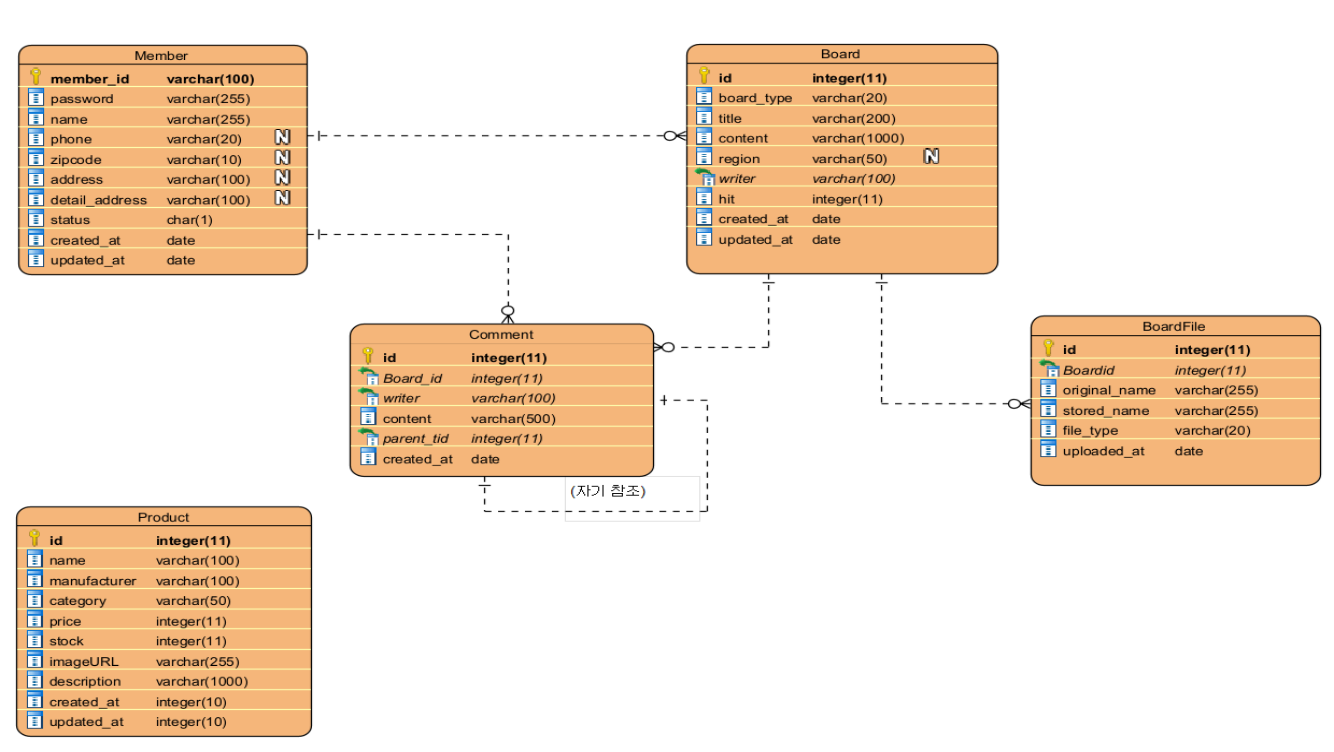 Member
member_id varchar(100)
password varchar(255)
name varchar(255)
phone varchar(20) N
zipcode varchar(10) N
address varchar(100) N
detail_address varchar(100) N
status char(1)
created_at date
updated_at date
Board
id integer(11)
board_type varchar(20)
title varchar(200)
content varchar(1000)
region varchar(50) N
writer varchar(100)
hit integer(11)
created_at date
updated_at date
Comment
id integer(11)
Board_id integer(11)
writer varchar(100)
content varchar(500)
parent_tid integer(11)
created_at date
(자기 참조)
BoardFile
id integer(11)
Boardid integer(11)
original_name varchar(255)
stored_name varchar(255)
file_type varchar(20)
uploaded_at date
Product
id integer(11)
name varchar(100)
manufacturer varchar(100)
category varchar(50)
price integer(11)
stock integer(11)
imageURL varchar(255)
description varchar(1000)
created_at integer(10)
updated_at integer(10)